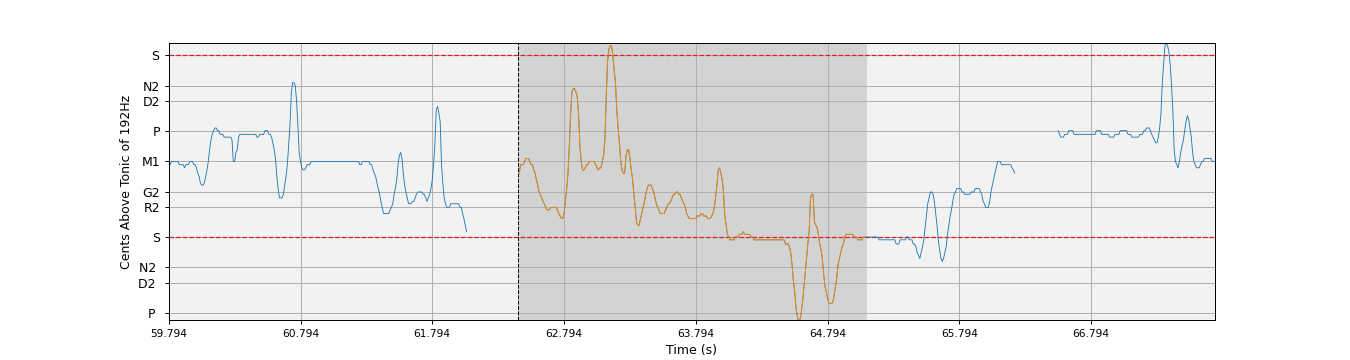 Cents Above Tonic of 192Hz
S
N2
D2
P
M1
G2
R2
S
N2
D2
P
59.794 60.794 61.794 62.794 63.794 64.794 65.794 66.794
Time (s)